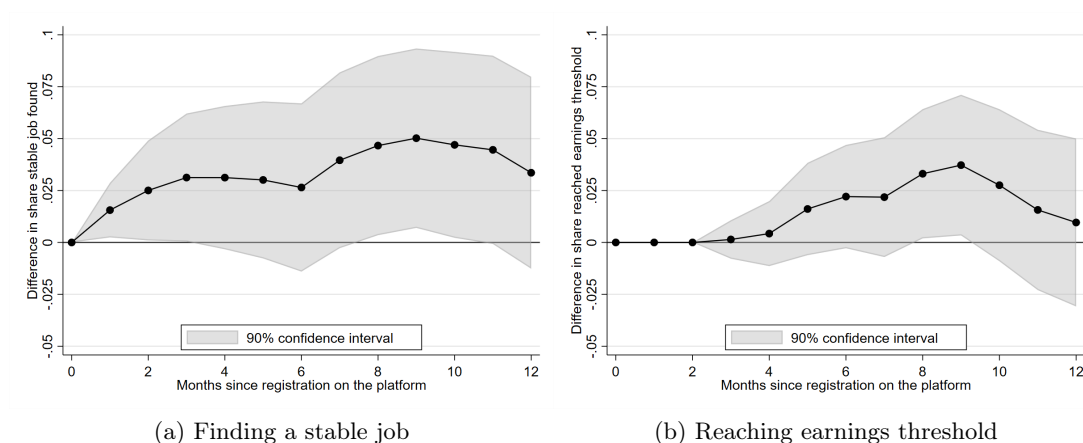 Difference in share stable job found
.1
.075
.05
.025
0
-.025
-.05
90% confidence interval
0 2 4 6 8 10 12
Months since registration on the platform
(a) Finding a stable job
Difference in share reached earnings threshold
.1
.075
.05
.025
0
-.025
-.05
90% confidence interval
0 2 4 6 8 10 12
Months since registration on the platform
(b) Reaching earnings threshold